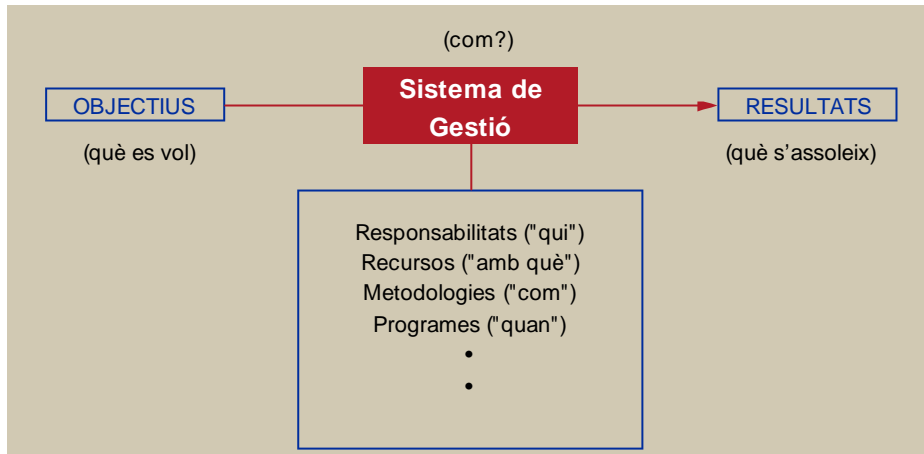 (com?)
OBJECTIUS
Sistema de
Gestió
RESULTATS
(què es vol)
(què s’assoleix)
Responsabilitats ("qui")
Recursos ("amb què")
Metodologies ("com")
Programes ("quan")
•
•